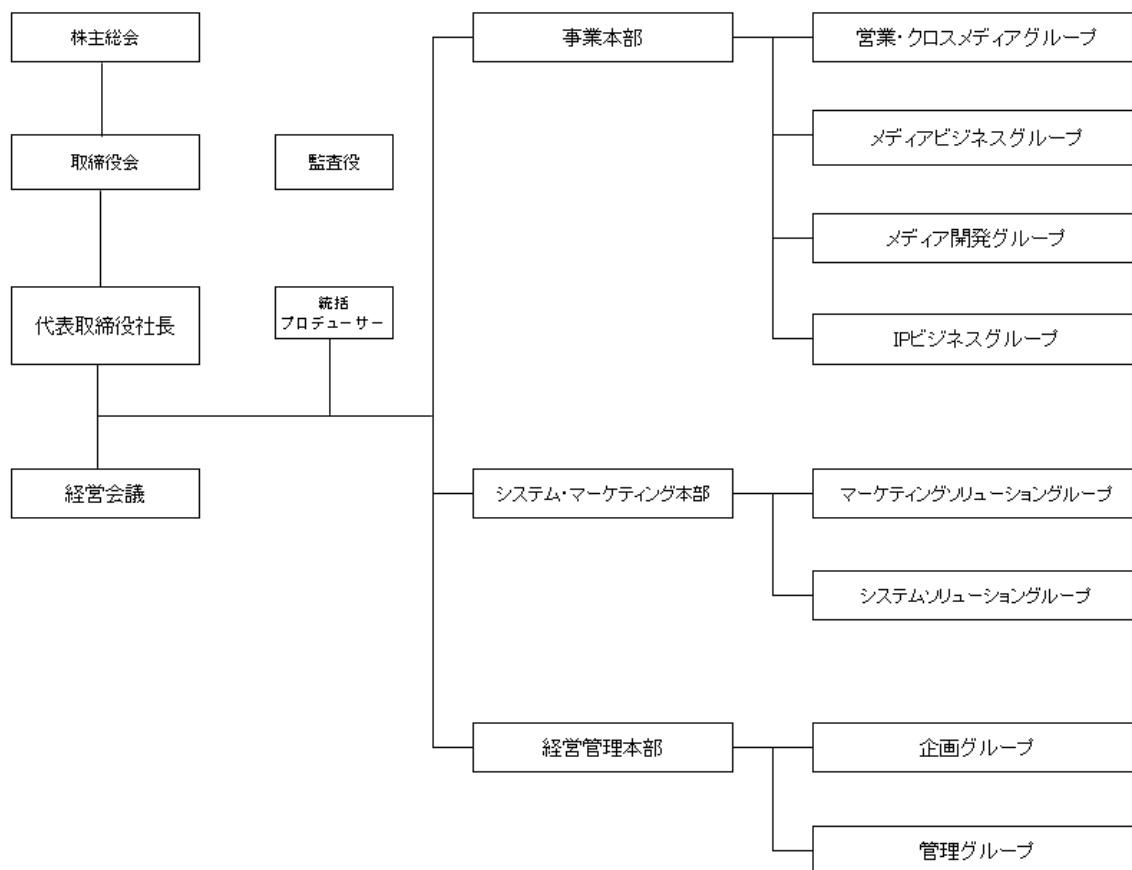 株主総会
取締役会
監査役
代表取締役社長
統括
プロデューサー
経営会議
事業本部
営業・クロスメディアグループ
メディアビジネスグループ
メディア開発グループ
IPビジネスグループ
システム・マーケティング本部
マーケティングソリューショングループ
システムソリューショングループ
経営管理本部
企画グループ
管理グループ